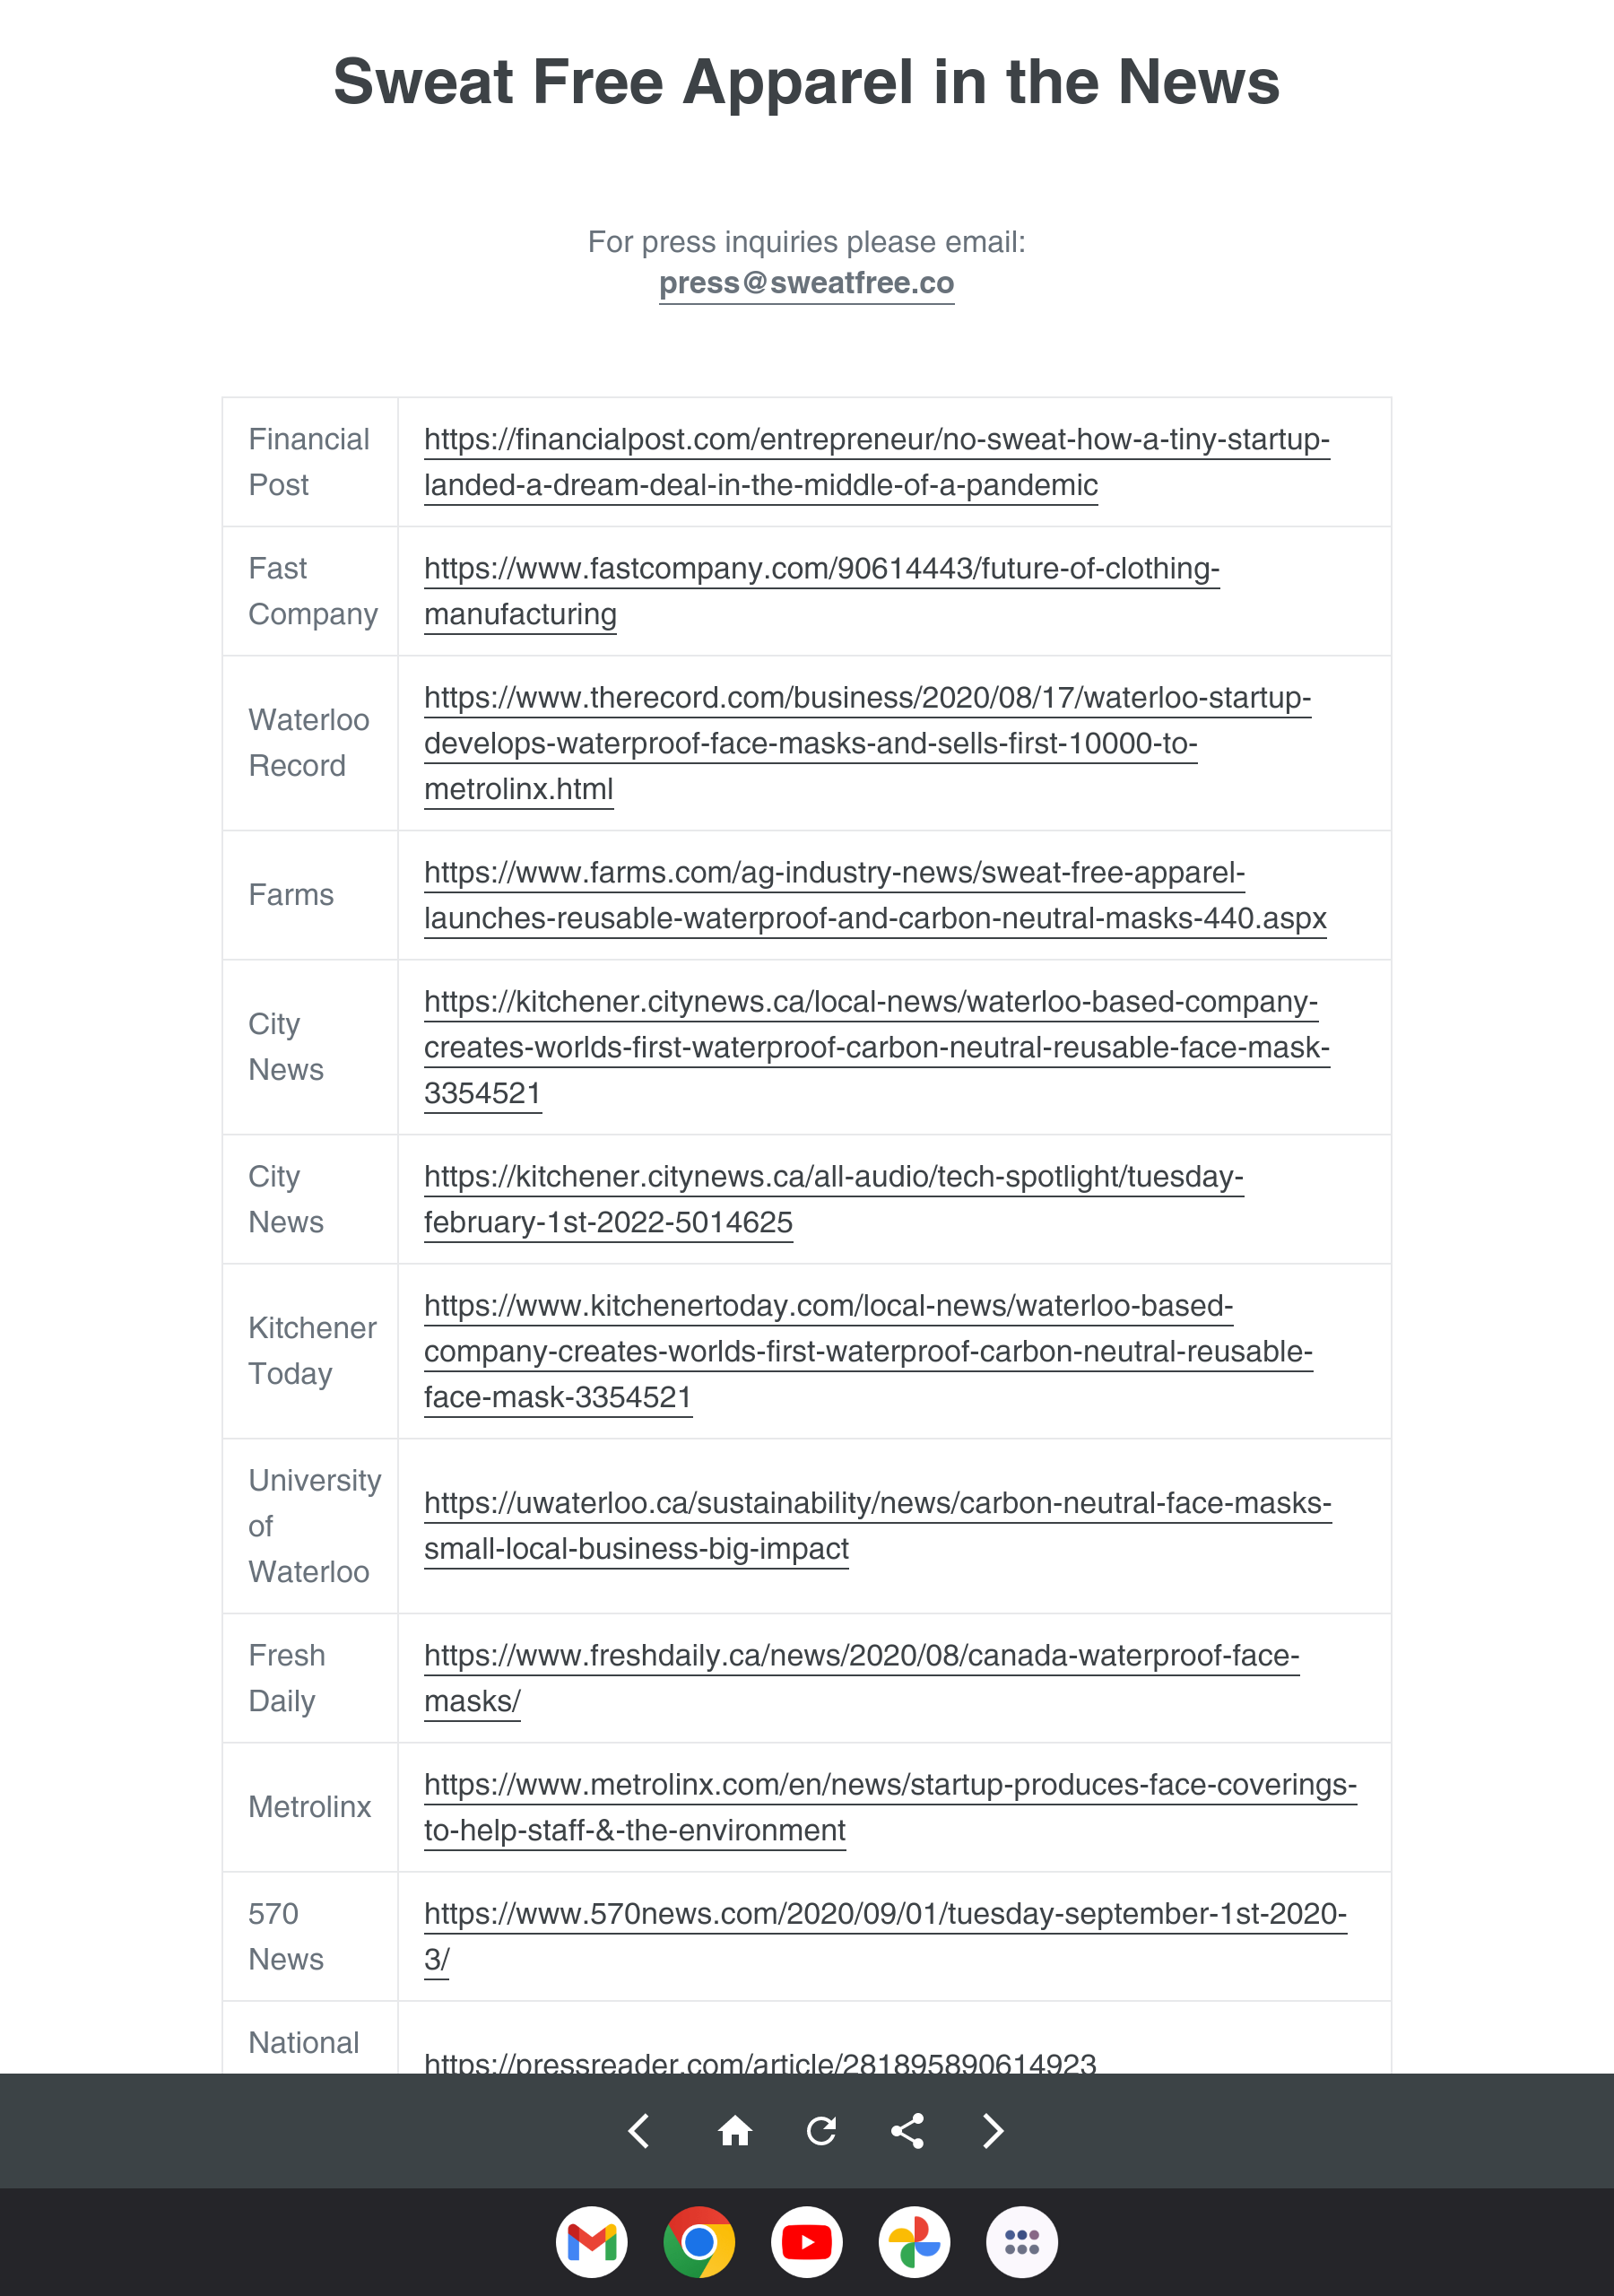 Sweat Free Apparel in the News
For press inquiries please email:
press@sweatfree.co
Financial
Post
https://financialpost.com/entrepreneur/no-sweat-how-a-tiny-startup-
landed-a-dream-deal-in-the-middle-of-a-pandemic
Fast
Company
https://www.fastcompany.com/90614443/future-of-clothing-
manufacturing
Waterloo
Record
https://www.therecord.com/business/2020/08/17/waterloo-startup-
develops-waterproof-face-masks-and-sells-first-10000-to-
metrolinx.html
Farms
https://www.farms.com/ag-industry-news/sweat-free-apparel-
launches-reusable-waterproof-and-carbon-neutral-masks-440.aspx
City
News
https://kitchener.citynews.ca/local-news/waterloo-based-company-
creates-worlds-first-waterproof-carbon-neutral-reusable-face-mask-
3354521
City
News
https://kitchener.citynews.ca/all-audio/tech-spotlight/tuesday-
february-1st-2022-5014625
Kitchener
Today
https://www.kitchenertoday.com/local-news/waterloo-based-
company-creates-worlds-first-waterproof-carbon-neutral-reusable-
face-mask-3354521
University
of
Waterloo
https://uwaterloo.ca/sustainability/news/carbon-neutral-face-masks-
small-local-business-big-impact
Fresh
Daily
https://www.freshdaily.ca/news/2020/08/canada-waterproof-face-
masks/
Metrolinx
https://www.metrolinx.com/en/news/startup-produces-face-coverings-
to-help-staff-&-the-environment
570
News
https://www.570news.com/2020/09/01/tuesday-september-1st-2020-
3/
National
https://pressreader.com/article/281895890614923